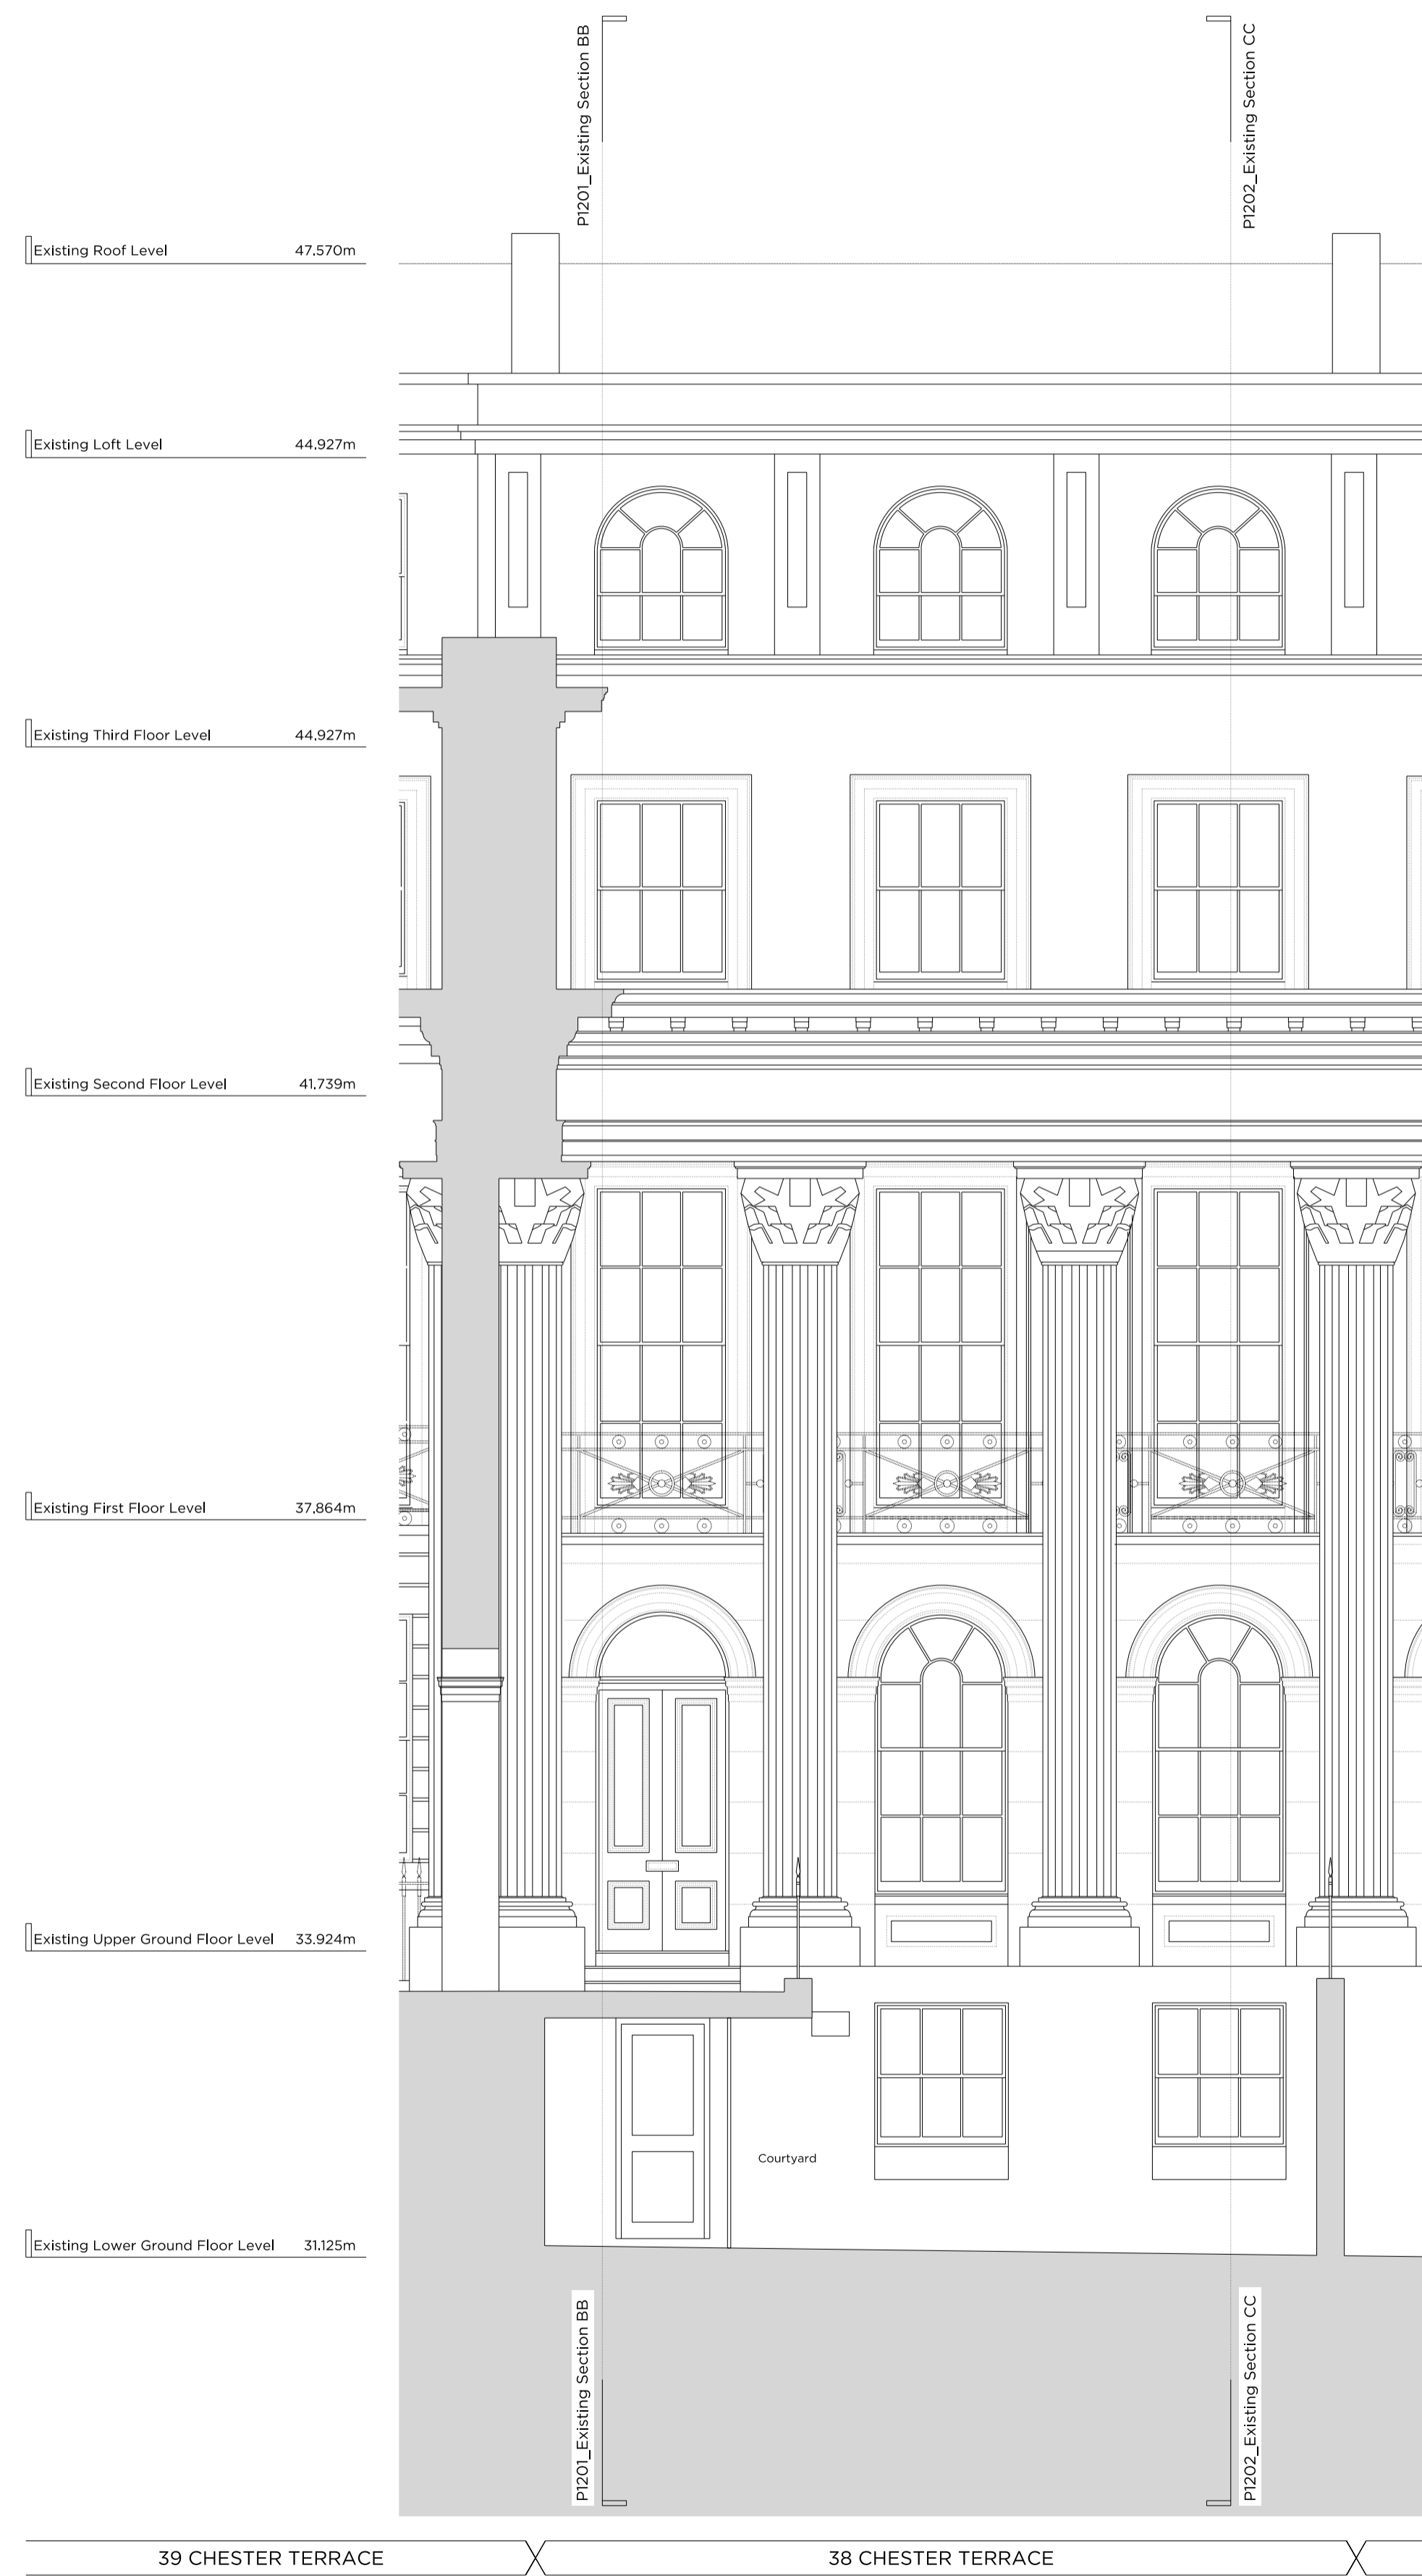 P1201_Existing Section BB
P1202_Existing Section CC
Existing Roof Level 47.570m
Existing Loft Level 44.927m
Existing Third Floor Level 44.927m
Existing Second Floor Level 41.739m
Existing First Floor Level 37.864m
Existing Upper Ground Floor Level 33.924m
Courtyard
Existing Lower Ground Floor Level 31.125m
P1201_Existing Section BB
P1202_Existing Section CC
39 CHESTER TERRACE
38 CHESTER TERRACE